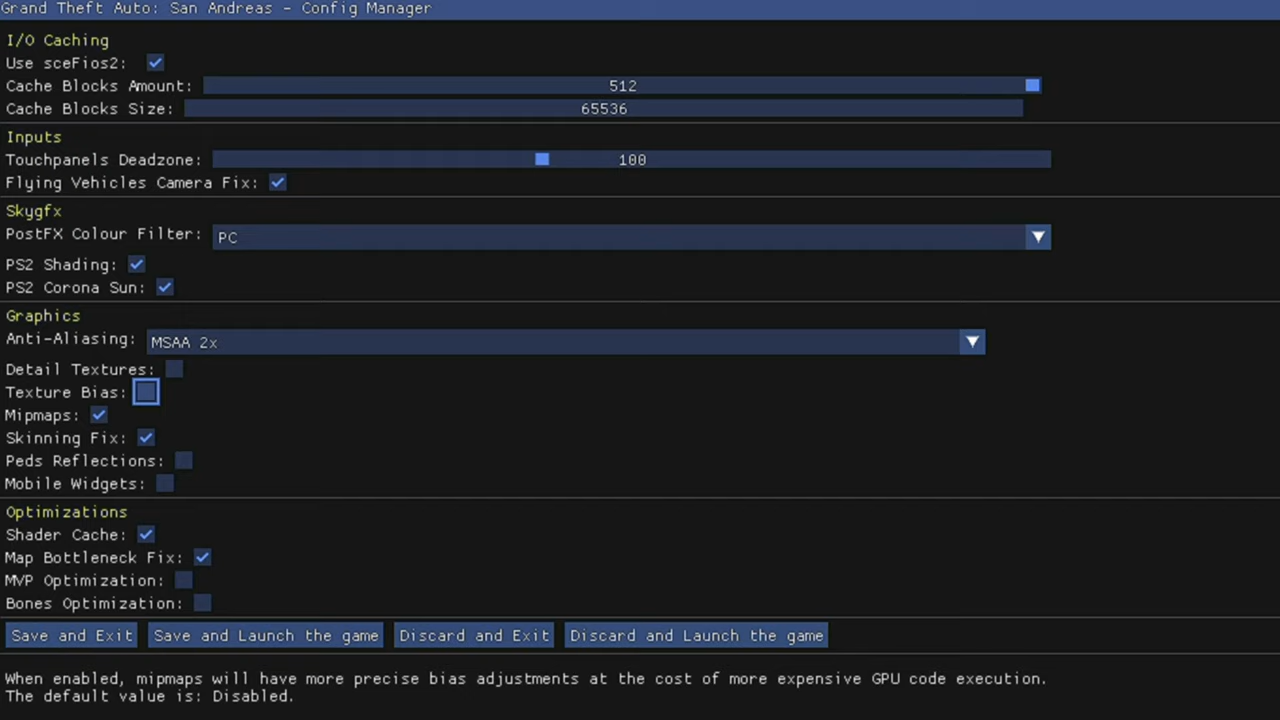 Grand Theft Auto: San Andreas - Config Manager
I/O Caching
Use sceFios2:
Cache Blocks Amount: 512
Cache Blocks Size: 65536
Inputs
Touchpanels Deadzone: 100
Flying Vehicles Camera Fix:
Skygfx
PostFX Colour Filter: PC
PS2 Shading:
PS2 Corona Sun:
Graphics
Anti-Aliasing: MSAA 2x
Detail Textures:
Texture Bias:
Mipmaps:
Skinning Fix:
Peds Reflections:
Mobile Widgets:
Optimizations
Shader Cache:
Map Bottleneck Fix:
MVP Optimization:
Bones Optimization:
Save and Exit Save and Launch the game Discard and Exit Discard and Launch the game
When enabled, mipmaps will have more precise bias adjustments at the cost of more expensive GPU code execution.
The default value is: Disabled.